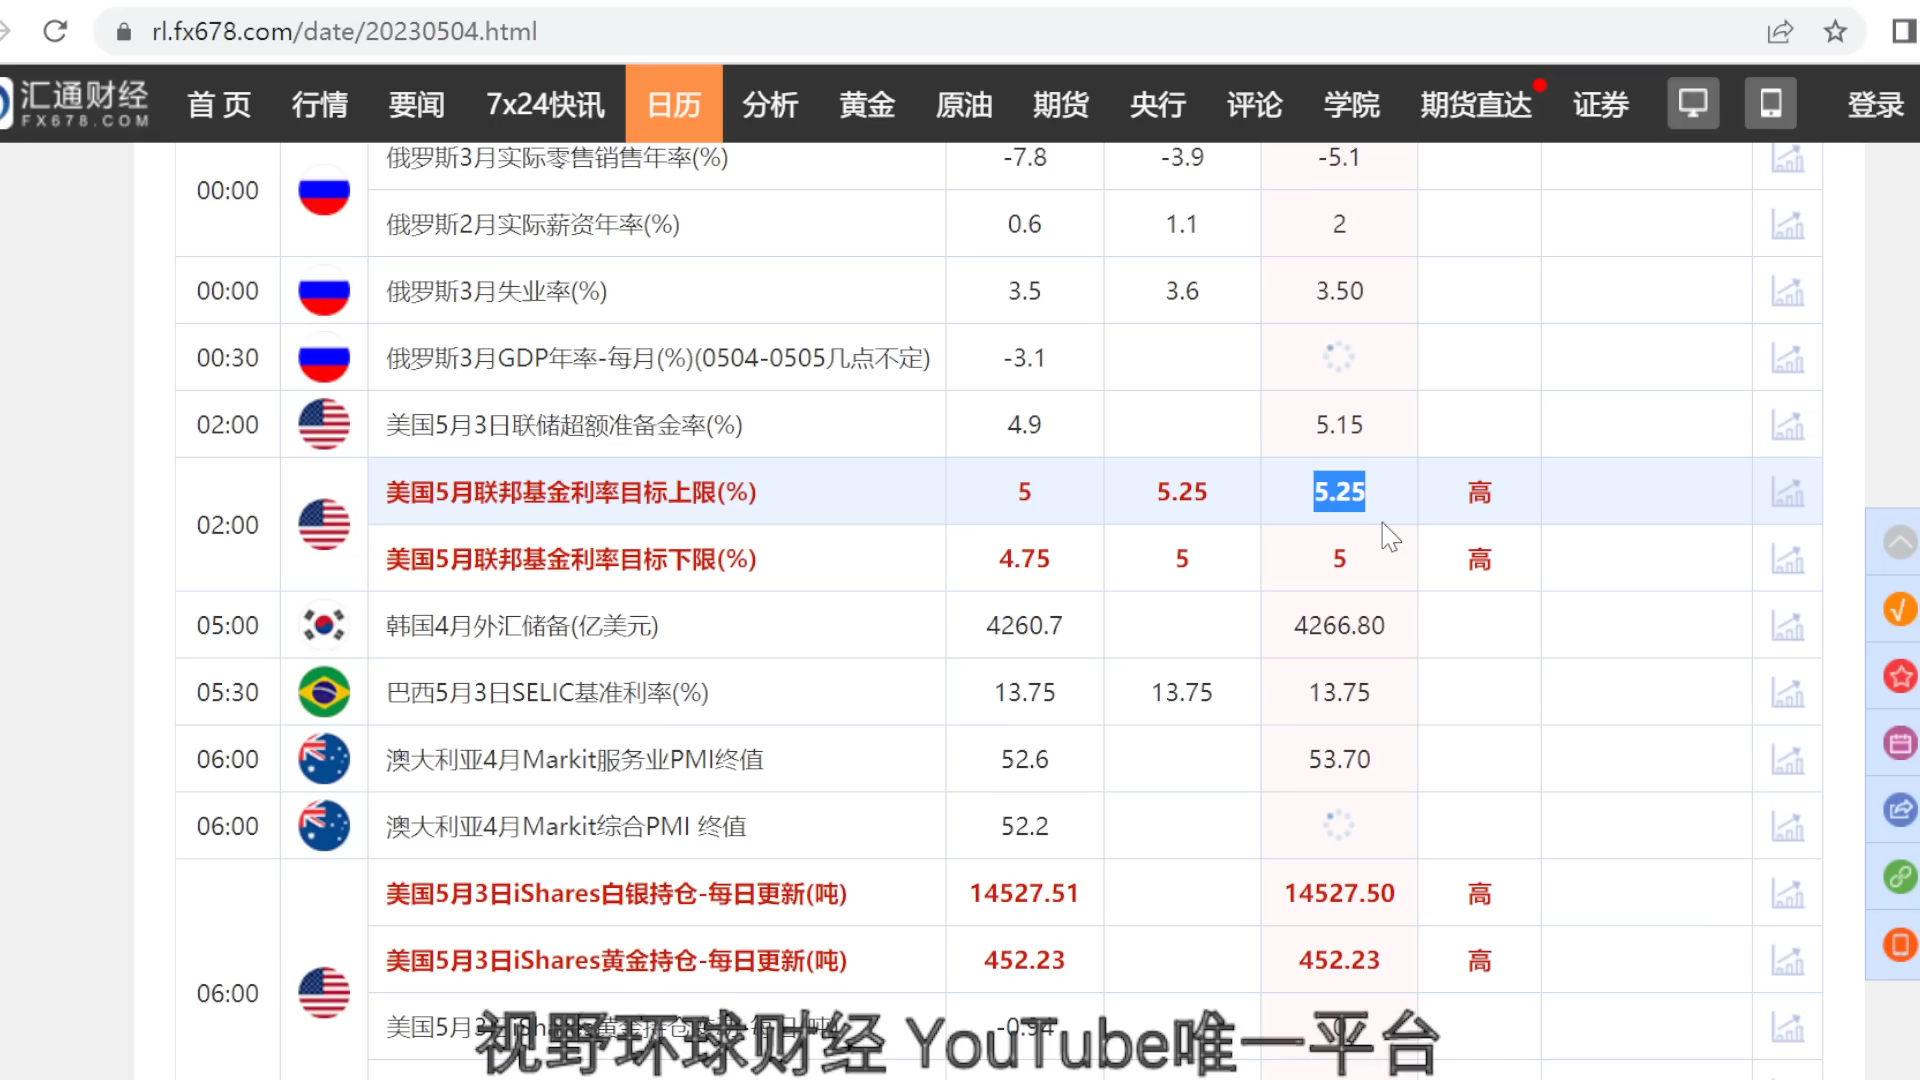 rl.fx678.com/date/20230504.html
汇通财经
FX678.COM
首 页 行情 要闻 7x24快讯 日历 分析 黄金 原油 期货 央行 评论 学院 期货直达 证券 登录
00:00
俄罗斯3月实际零售销售年率(%) -7.8 -3.9 -5.1
俄罗斯2月实际薪资年率(%) 0.6 1.1 2
00:00 俄罗斯3月失业率(%) 3.5 3.6 3.50
00:30 俄罗斯3月GDP年率-每月(%)(0504-0505几点不定) -3.1
02:00 美国5月3日联储超额准备金率(%) 4.9 5.15
02:00
美国5月联邦基金利率目标上限(%) 5 5.25 5.25 高
美国5月联邦基金利率目标下限(%) 4.75 5 5 高
05:00 韩国4月外汇储备(亿美元) 4260.7 4266.80
05:30 巴西5月3日SELIC基准利率(%) 13.75 13.75 13.75
06:00 澳大利亚4月Markit服务业PMI终值 52.6 53.70
06:00 澳大利亚4月Markit综合PMI 终值 52.2
06:00
美国5月3日iShares白银持仓-每日更新(吨) 14527.51 14527.50 高
美国5月3日iShares黄金持仓-每日更新(吨) 452.23 452.23 高
美国5月3 -0.94 0
视野环球财经 YouTube唯一平台